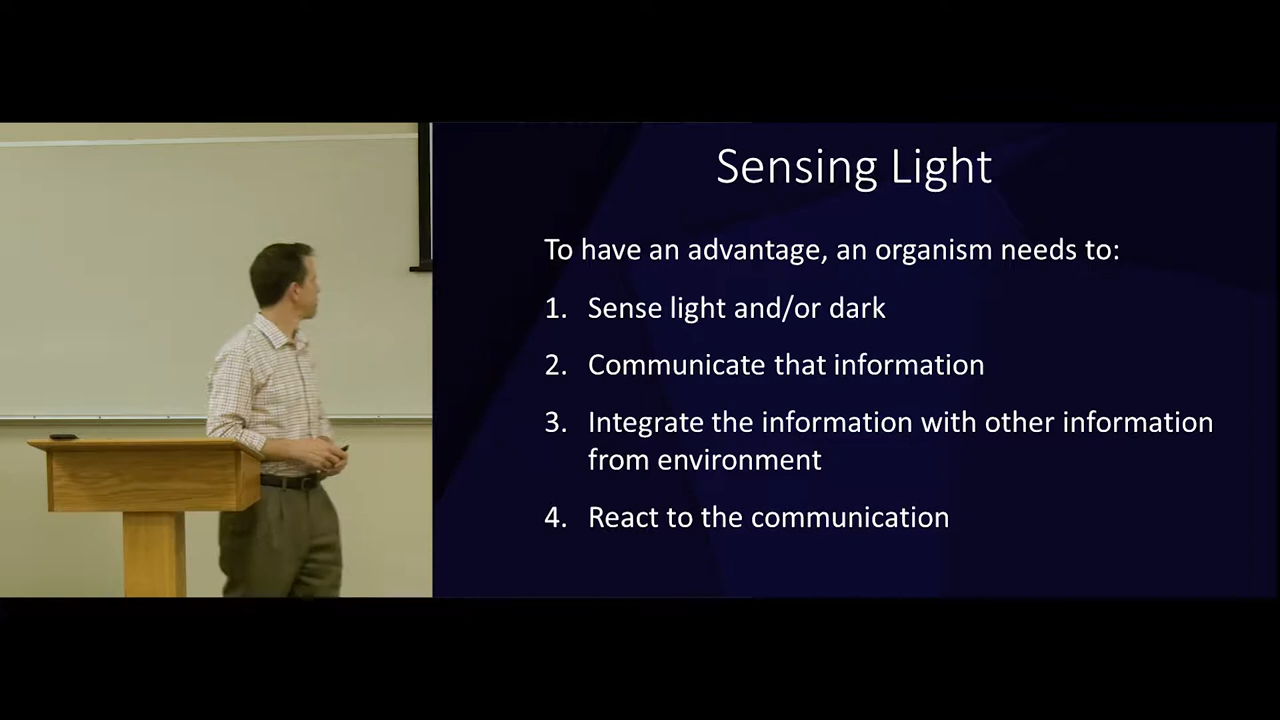 Sensing Light
To have an advantage, an organism needs to:
1. Sense light and/or dark
2. Communicate that information
3. Integrate the information with other information
from environment
4. React to the communication